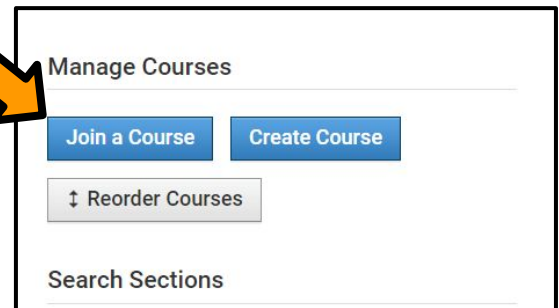 Manage Courses
Join a Course Create Course
↕ Reorder Courses
Search Sections